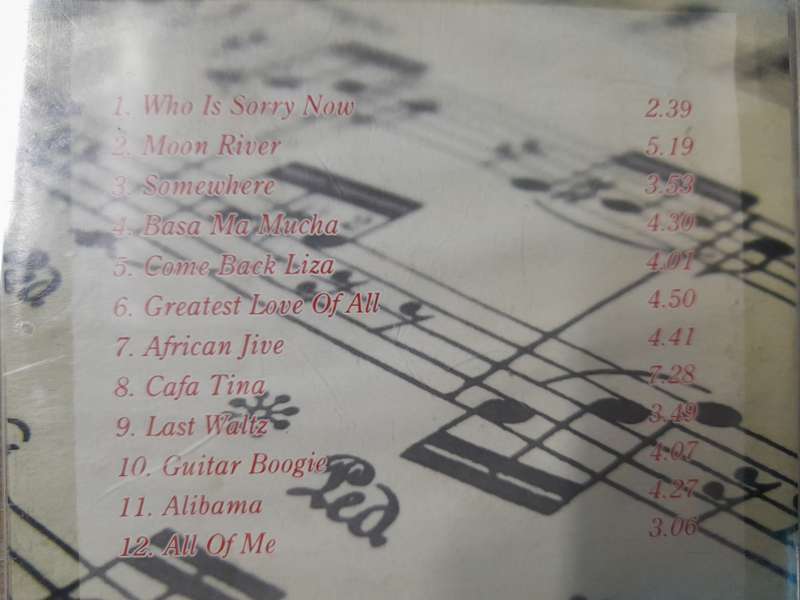 1. Who Is Sorry Now 2.39
2. Moon River 5.19
3. Somewhere 3.53
4. Basa Ma Mucha 4.30
5. Come Back Liza 4.01
6. Greatest Love Of All 4.50
7. African Jive 4.41
8. Cafa Tina 7.28
9. Last Waltz 3.49
10. Guitar Boogie 4.07
11. Alibama 4.27
12. All Of Me 3.06
Ped